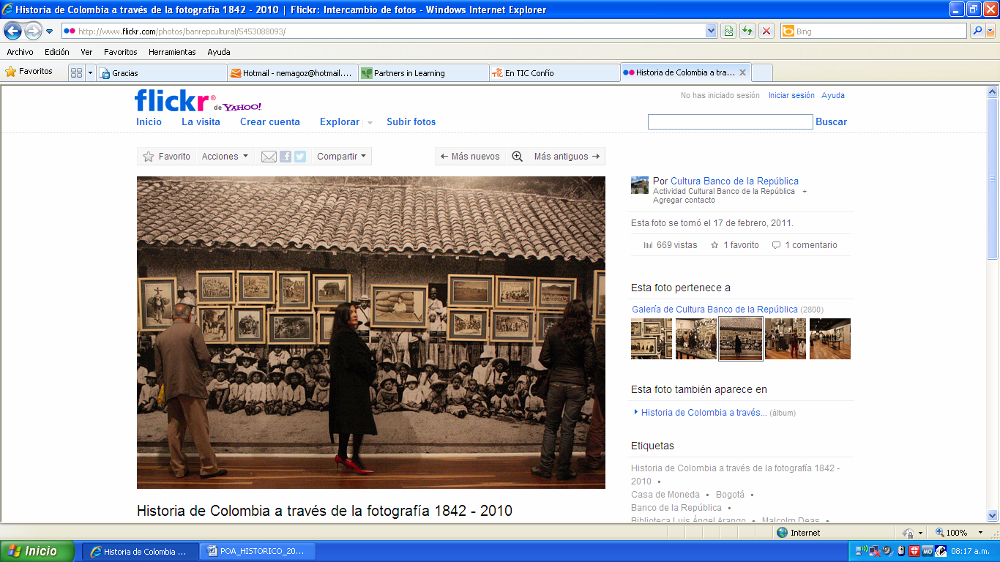 Historia de Colombia a través de la fotografía 1842 - 2010 | Flickr: Intercambio de fotos - Windows Internet Explorer
http://www.flickr.com/photos/banrepcultural/5453088093/
Bing
Archivo Edición Ver Favoritos Herramientas Ayuda
Favoritos
Gracias
Hotmail - nemagoz@hotmail....
Partners in Learning
En TIC Confío
Historia de Colombia a tra...
flickr® de YAHOO!
No has iniciado sesión Iniciar sesión Ayuda
Inicio La visita Crear cuenta Explorar Subir fotos
Buscar
Favorito Acciones Compartir
← Más nuevos Más antiguos →
Por Cultura Banco de la República
Actividad Cultural Banco de la República +
Agregar contacto
Esta foto se tomó el 17 de febrero, 2011.
669 vistas 1 favorito 1 comentario
Esta foto pertenece a
Galería de Cultura Banco de la República (2800)
Esta foto también aparece en
Historia de Colombia a través... (álbum)
Etiquetas
Historia de Colombia a través de la fotografía 1842 -
2010 •
Casa de Moneda • Bogotá •
Banco de la República •
Biblioteca Luis Ángel Arango • Malcolm Deas •
Historia de Colombia a través de la fotografía 1842 - 2010
Internet
100%
Inicio
Historia de Colombia ...
POA_HISTORICO_20...
MO
08:17 a.m.